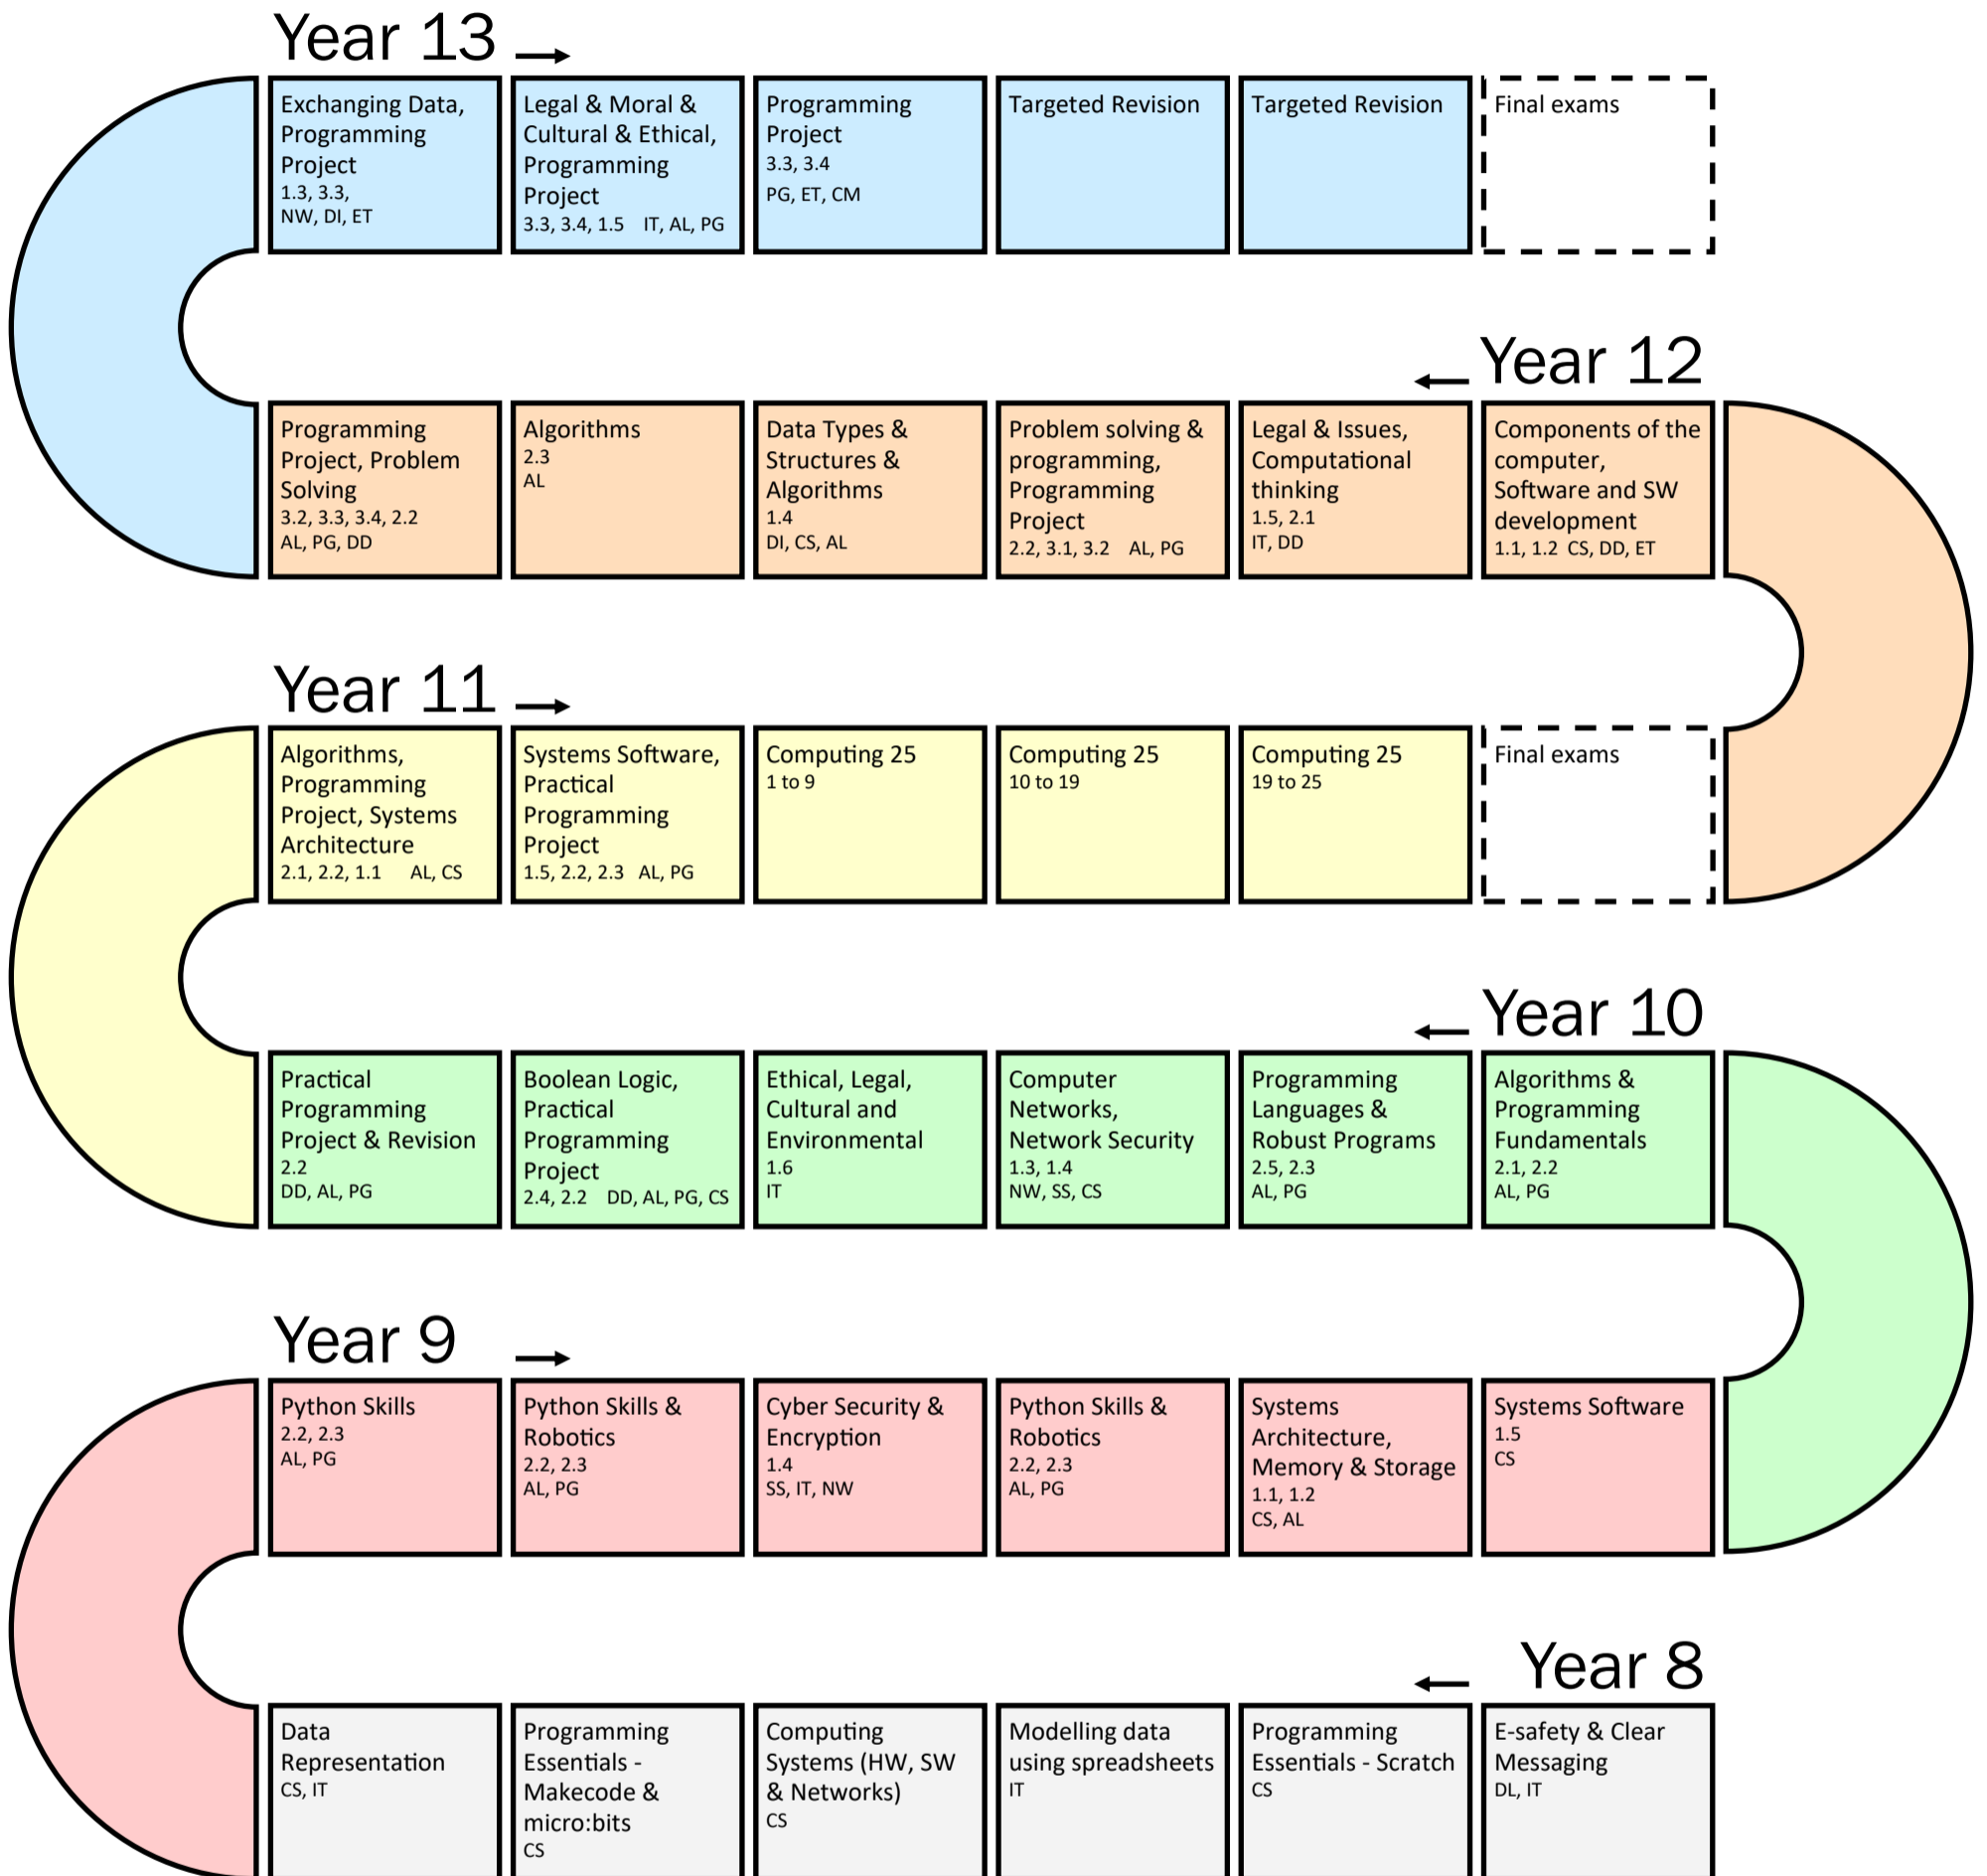 Year 13
Exchanging Data,
Programming
Project
1.3, 3.3,
NW, DI, ET
Legal & Moral &
Cultural & Ethical,
Programming
Project
3.3, 3.4, 1.5 IT, AL, PG
Programming
Project
3.3, 3.4
PG, ET, CM
Targeted Revision
Targeted Revision
Final exams
Year 12
Programming
Project, Problem
Solving
3.2, 3.3, 3.4, 2.2
AL, PG, DD
Algorithms
2.3
AL
Data Types &
Structures &
Algorithms
1.4
DI, CS, AL
Problem solving &
programming,
Programming
Project
2.2, 3.1, 3.2 AL, PG
Legal & Issues,
Computational
thinking
1.5, 2.1
IT, DD
Components of the
computer,
Software and SW
development
1.1, 1.2 CS, DD, ET
Year 11
Algorithms,
Programming
Project, Systems
Architecture
2.1, 2.2, 1.1 AL, CS
Systems Software,
Practical
Programming
Project
1.5, 2.2, 2.3 AL, PG
Computing 25
1 to 9
Computing 25
10 to 19
Computing 25
19 to 25
Final exams
Year 10
Practical
Programming
Project & Revision
2.2
DD, AL, PG
Boolean Logic,
Practical
Programming
Project
2.4, 2.2 DD, AL, PG, CS
Ethical, Legal,
Cultural and
Environmental
1.6
IT
Computer
Networks,
Network Security
1.3, 1.4
NW, SS, CS
Programming
Languages &
Robust Programs
2.5, 2.3
AL, PG
Algorithms &
Programming
Fundamentals
2.1, 2.2
AL, PG
Year 9
Python Skills
2.2, 2.3
AL, PG
Python Skills &
Robotics
2.2, 2.3
AL, PG
Cyber Security &
Encryption
1.4
SS, IT, NW
Python Skills &
Robotics
2.2, 2.3
AL, PG
Systems
Architecture,
Memory & Storage
1.1, 1.2
CS, AL
Systems Software
1.5
CS
Year 8
Data
Representation
CS, IT
Programming
Essentials -
Makecode &
micro:bits
CS
Computing
Systems (HW, SW
& Networks)
CS
Modelling data
using spreadsheets
IT
Programming
Essentials - Scratch
CS
E-safety & Clear
Messaging
DL, IT